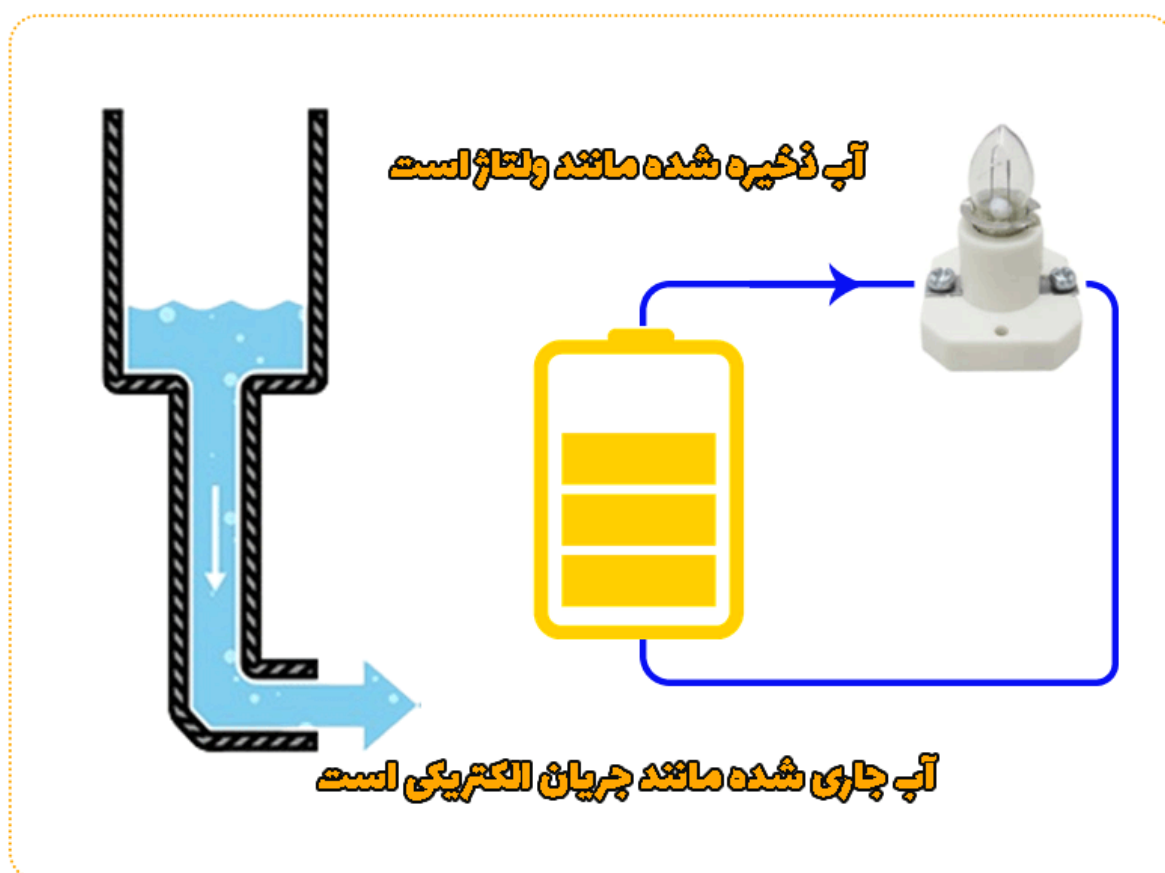 آب ذخیره شده مانند ولتاژ است
آب جاری شده مانند جریان الکتریکی است